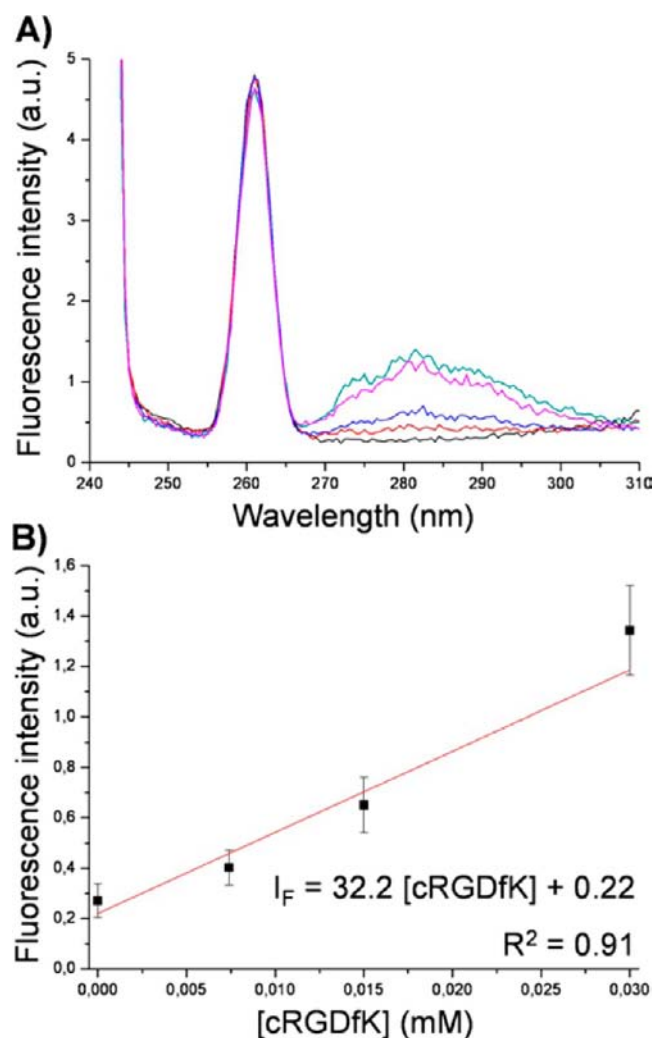 A)
Fluorescence intensity (a.u.)
5
4
3
2
1
0
240 250 260 270 280 290 300 310
Wavelength (nm)
B)
Fluorescence intensity (a.u.)
1,6
1,4
1,2
1,0
0,8
0,6
0,4
0,2
0,0
I_F = 32.2 [cRGDfK] + 0.22
R² = 0.91
0,000 0,005 0,010 0,015 0,020 0,025 0,030
[cRGDfK] (mM)